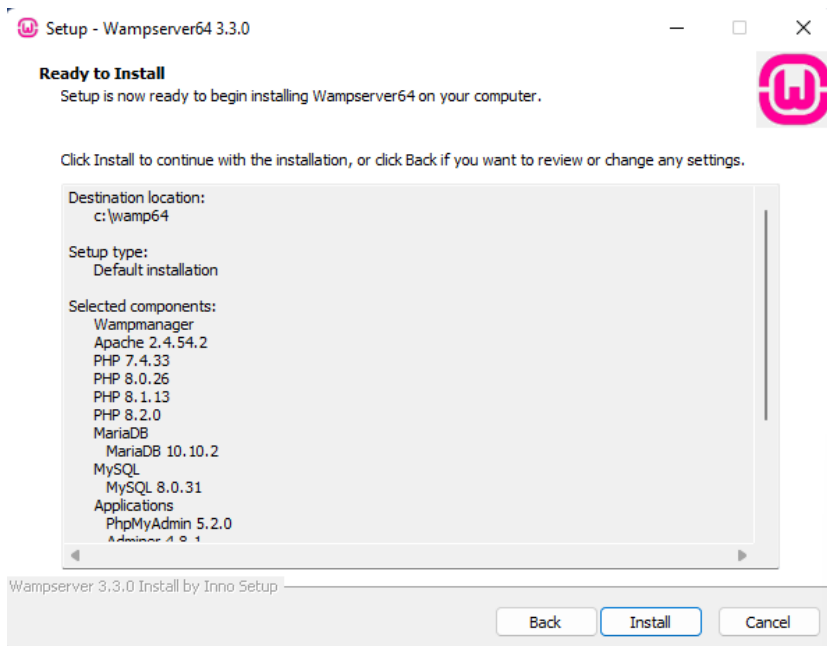 Setup - Wampserver64 3.3.0
Ready to Install
Setup is now ready to begin installing Wampserver64 on your computer.
Click Install to continue with the installation, or click Back if you want to review or change any settings.
Destination location:
c:\wamp64
Setup type:
Default installation
Selected components:
Wampmanager
Apache 2.4.54.2
PHP 7.4.33
PHP 8.0.26
PHP 8.1.13
PHP 8.2.0
MariaDB
MariaDB 10.10.2
MySQL
MySQL 8.0.31
Applications
PhpMyAdmin 5.2.0
Adminer 4.8.1
Wampserver 3.3.0 Install by Inno Setup
Back Install Cancel